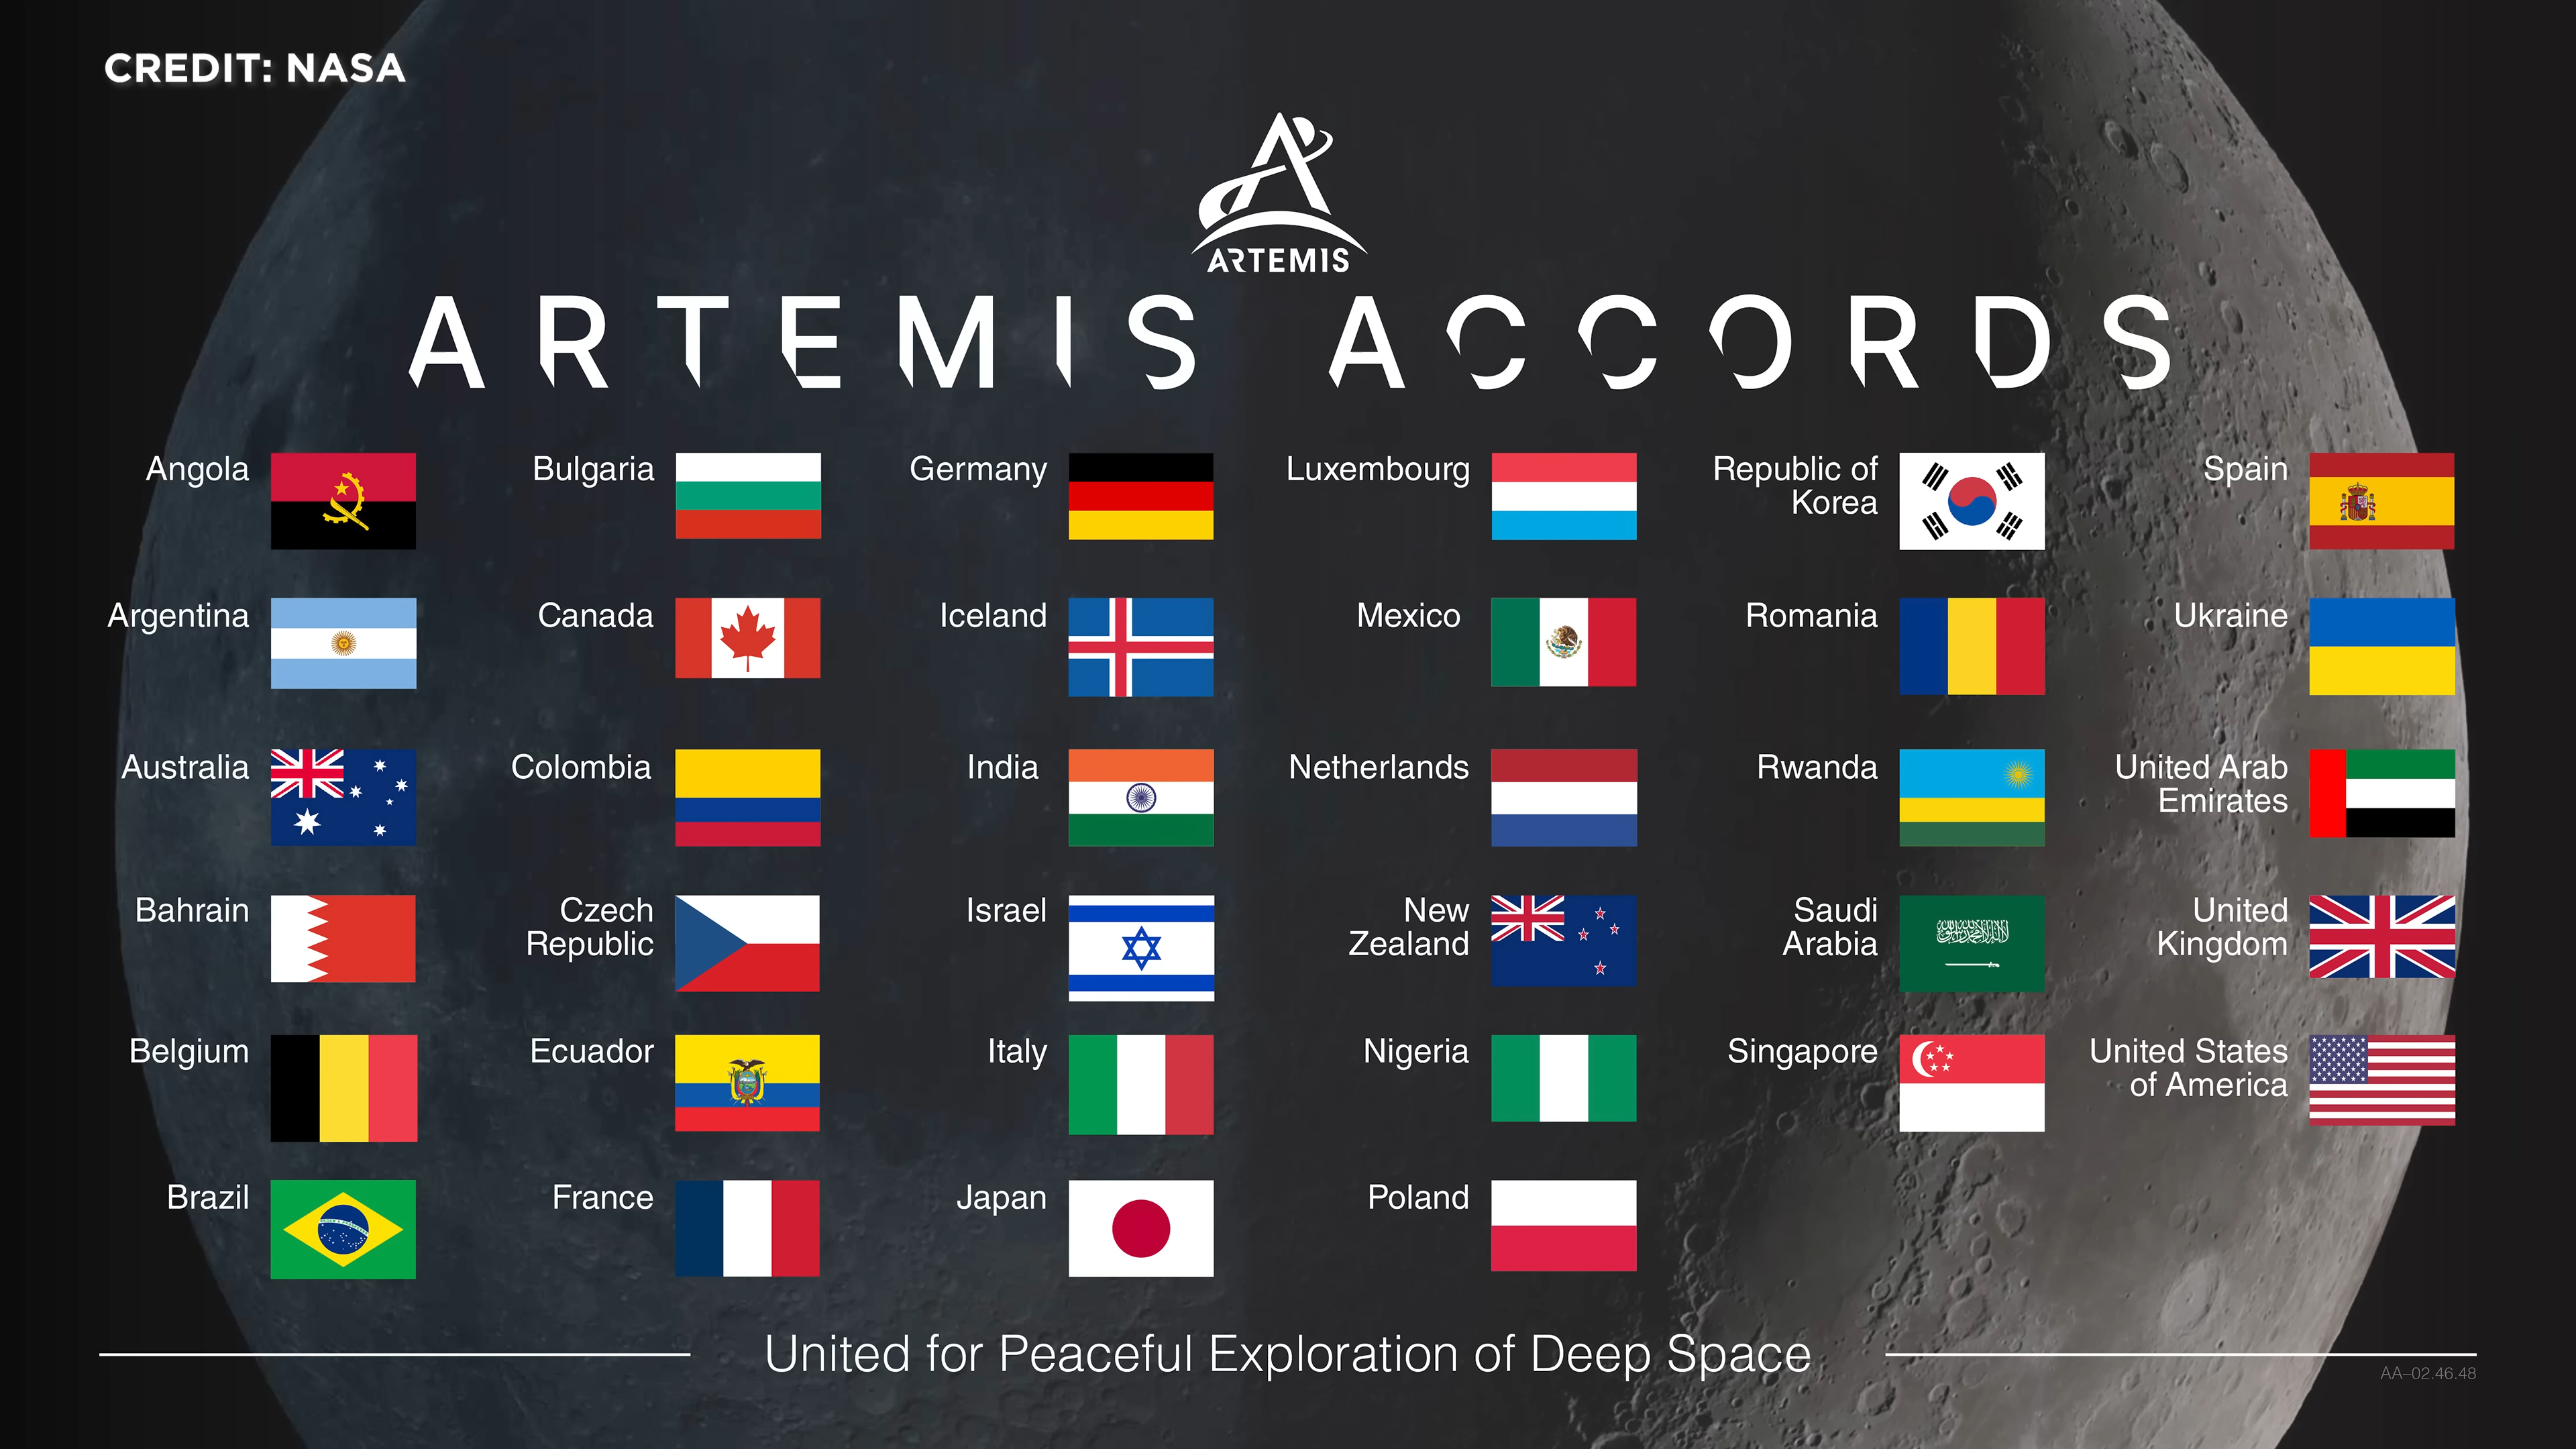 CREDIT: NASA
ARTEMIS
ARTEMIS ACCORDS
Angola
Argentina
Australia
Bahrain
Belgium
Brazil
Bulgaria
Canada
Colombia
Czech
Republic
Ecuador
France
Germany
Iceland
India
Israel
Italy
Japan
Luxembourg
Mexico
Netherlands
New
Zealand
Nigeria
Poland
Republic of
Korea
Romania
Rwanda
Saudi
Arabia
Singapore
Spain
Ukraine
United Arab
Emirates
United
Kingdom
United States
of America
United for Peaceful Exploration of Deep Space
AA–02.46.48